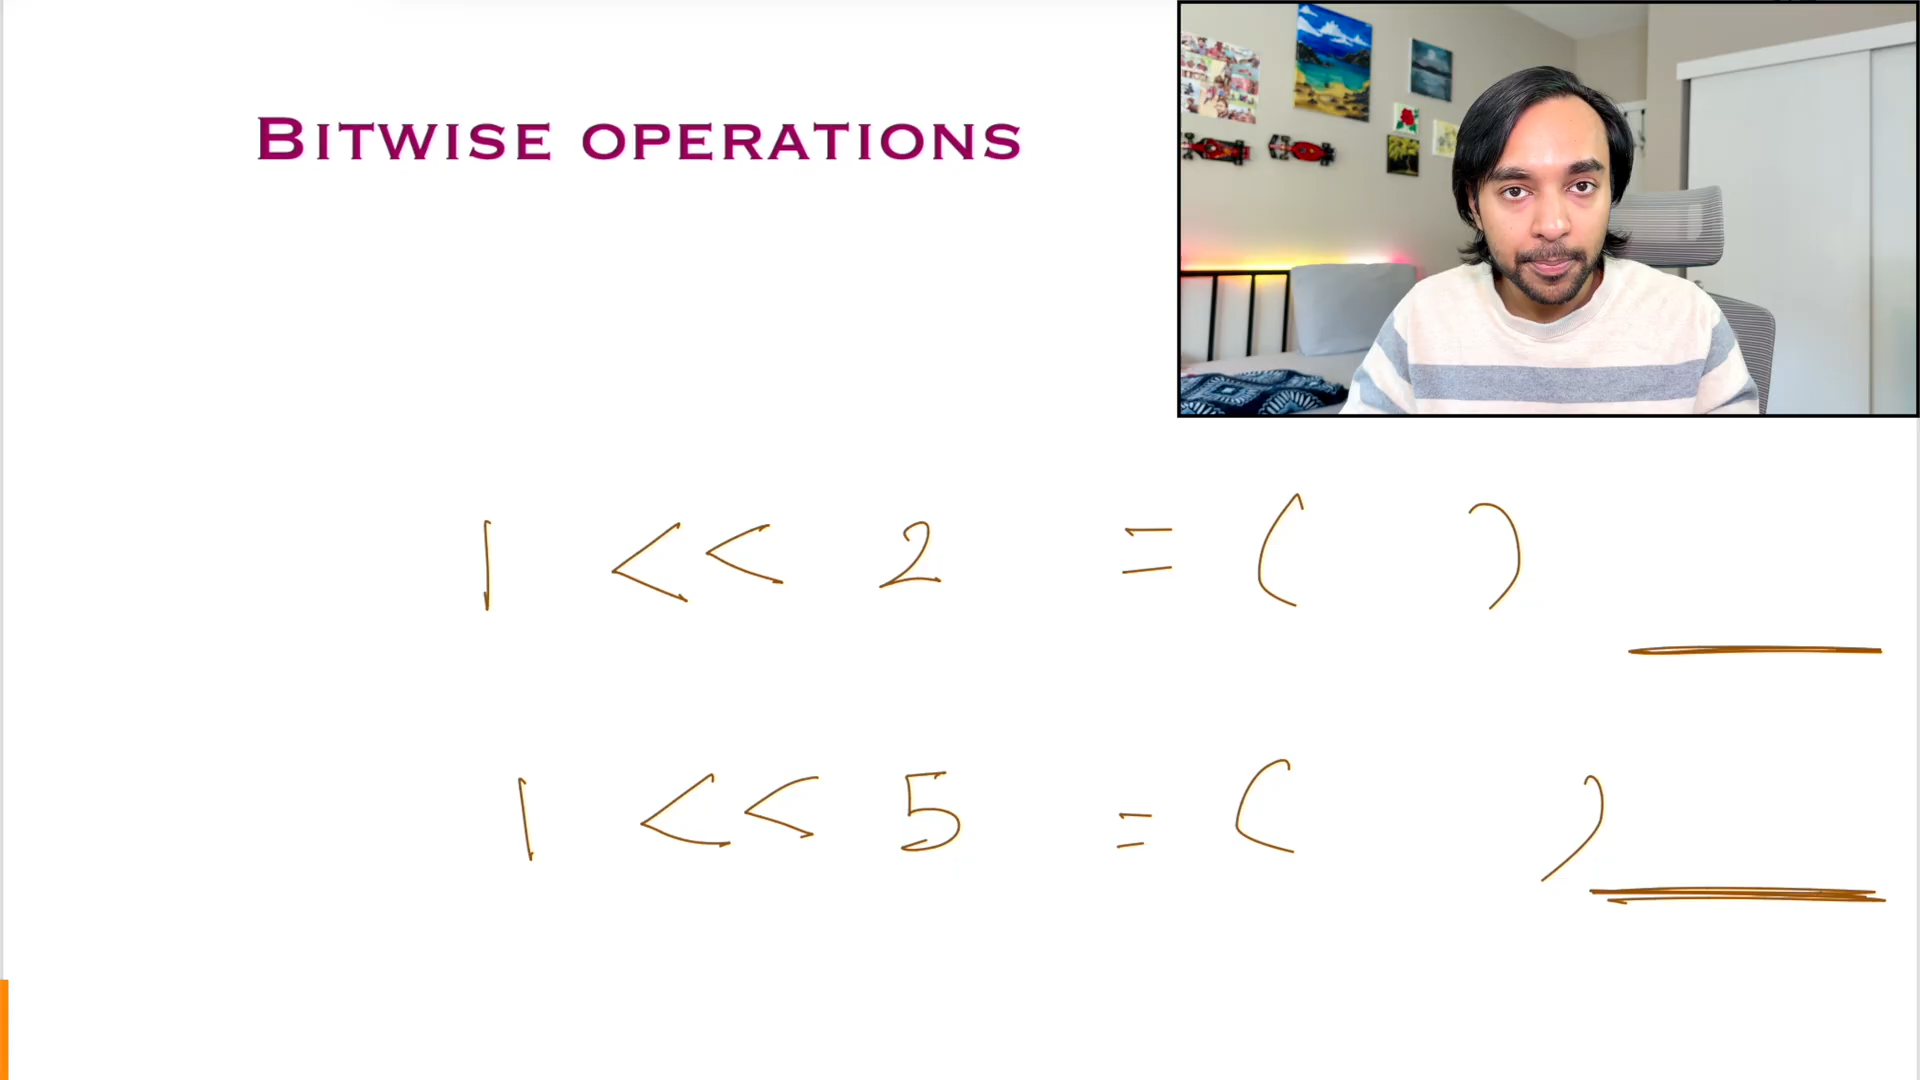 BITWISE OPERATIONS
1 << 2 = ( )
1 << 5 = ( )